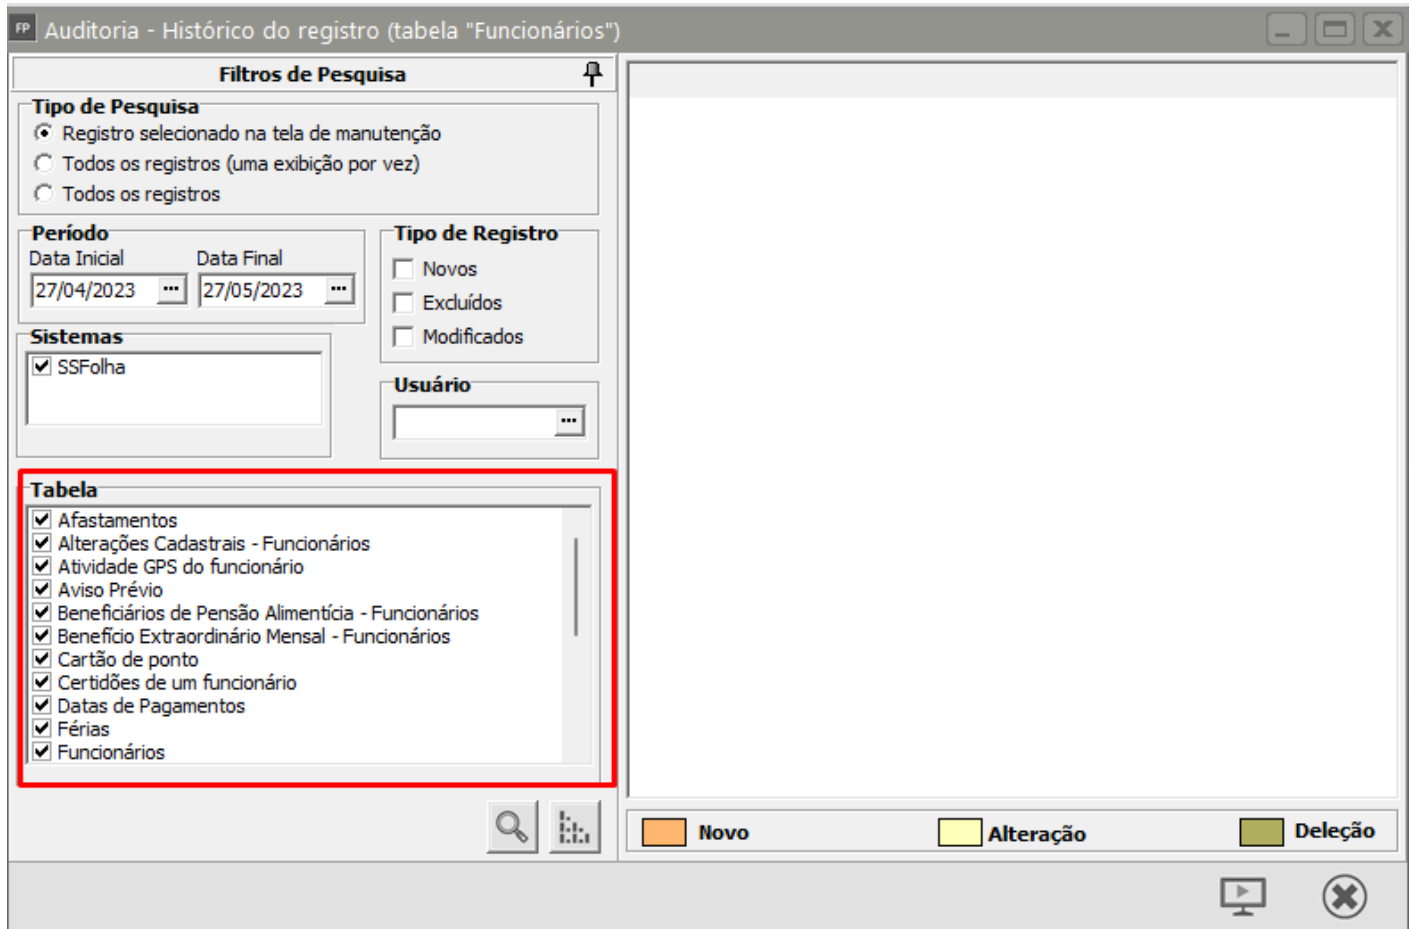 FP Auditoria - Histórico do registro (tabela "Funcionários")
Filtros de Pesquisa
Tipo de Pesquisa
Registro selecionado na tela de manutenção
Todos os registros (uma exibição por vez)
Todos os registros
Período
Data Inicial Data Final
27/04/2023 ... 27/05/2023 ...
Tipo de Registro
Novos
Excluídos
Modificados
Sistemas
SSFolha
Usuário
...
Tabela
Afastamentos
Alterações Cadastrais - Funcionários
Atividade GPS do funcionário
Aviso Prévio
Beneficiários de Pensão Alimentícia - Funcionários
Benefício Extraordinário Mensal - Funcionários
Cartão de ponto
Certidões de um funcionário
Datas de Pagamentos
Férias
Funcionários
Novo Alteração Deleção